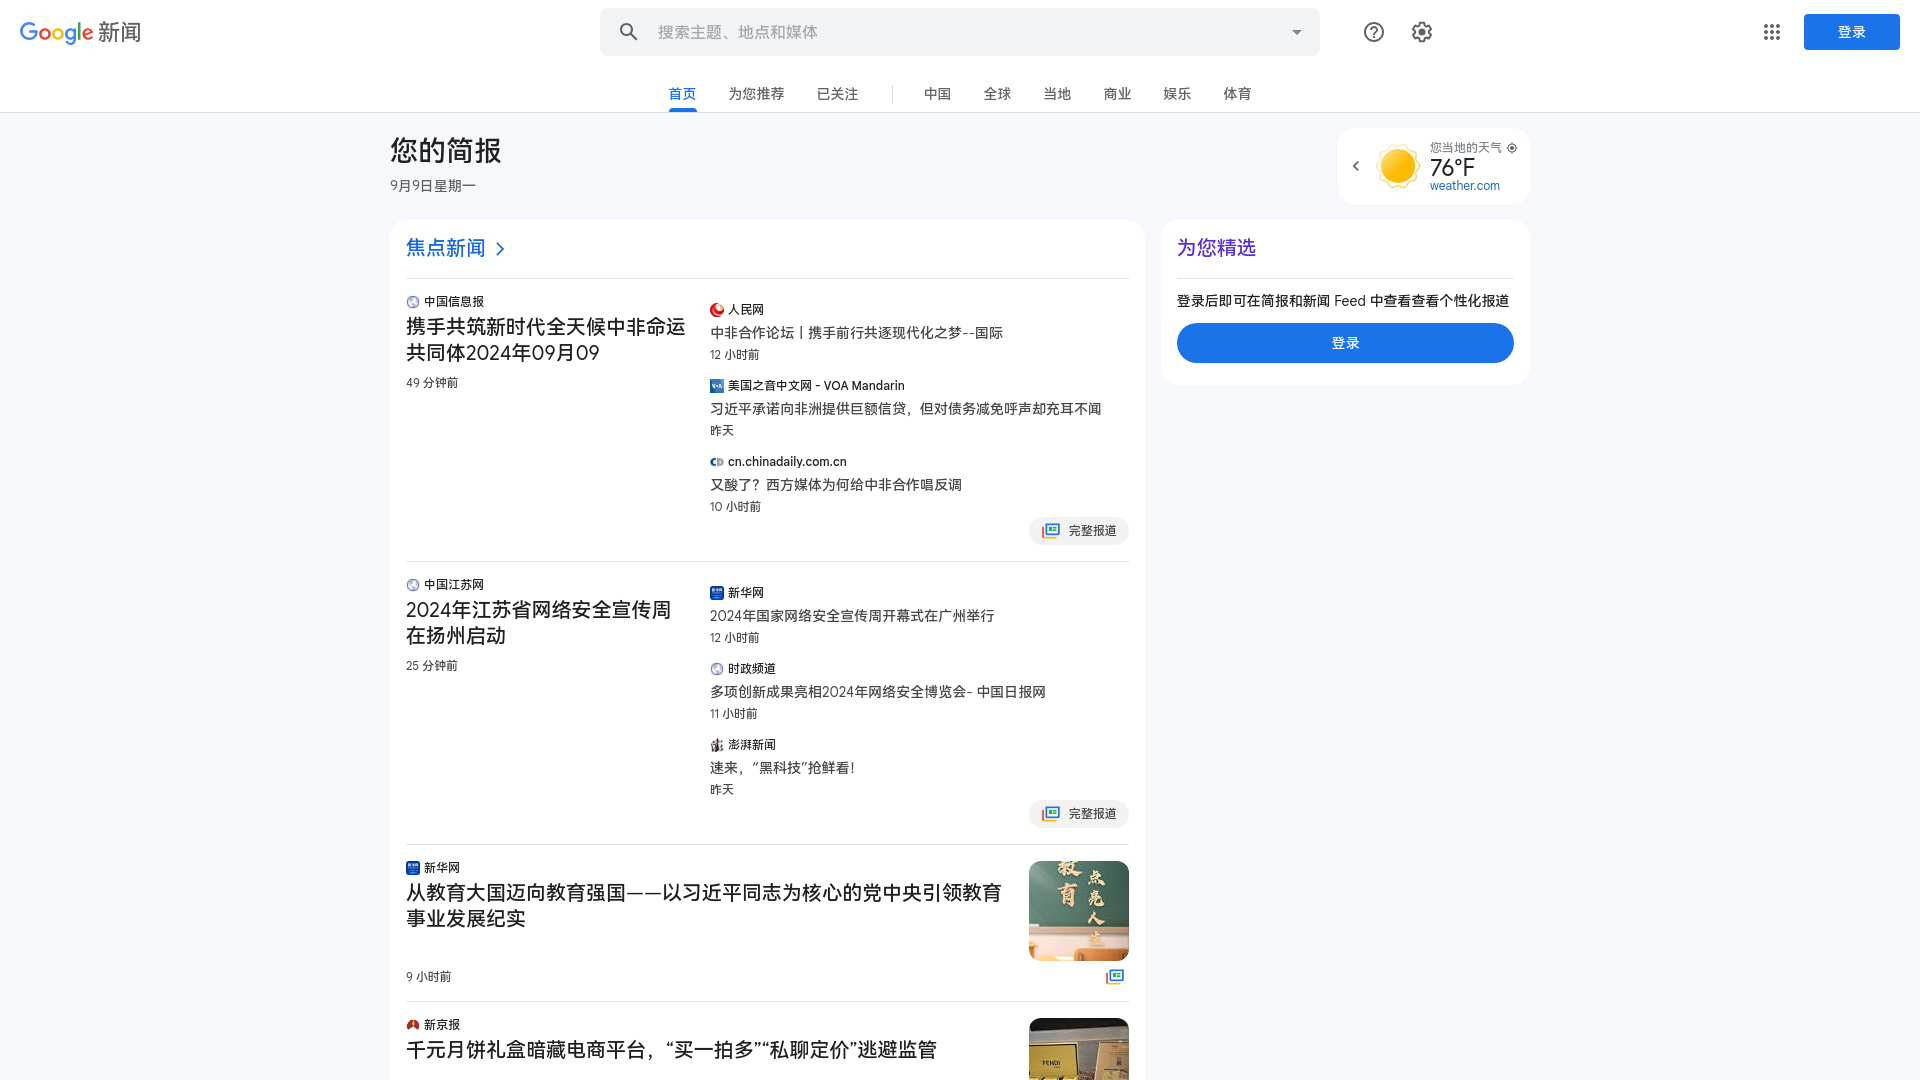 Google 新闻
搜索主题、地点和媒体
登录
首页
为您推荐
已关注
中国
全球
当地
商业
娱乐
体育
您的简报
9月9日星期一
您当地的天气
76°F
weather.com
焦点新闻
中国信息报
携手共筑新时代全天候中非命运
共同体2024年09月09
49 分钟前
人民网
中非合作论坛丨携手前行共逐现代化之梦--国际
12 小时前
美国之音中文网 - VOA Mandarin
习近平承诺向非洲提供巨额信贷，但对债务减免呼声却充耳不闻
昨天
cn.chinadaily.com.cn
又酸了？西方媒体为何给中非合作唱反调
10 小时前
完整报道
中国江苏网
2024年江苏省网络安全宣传周
在扬州启动
25 分钟前
新华网
2024年国家网络安全宣传周开幕式在广州举行
12 小时前
时政频道
多项创新成果亮相2024年网络安全博览会- 中国日报网
11 小时前
澎湃新闻
速来，“黑科技”抢鲜看！
昨天
完整报道
新华网
从教育大国迈向教育强国——以习近平同志为核心的党中央引领教育
事业发展纪实
9 小时前
教育
点亮人生
新京报
千元月饼礼盒暗藏电商平台，“买一拍多”“私聊定价”逃避监管
FENDI
为您精选
登录后即可在简报和新闻 Feed 中查看查看个性化报道
登录